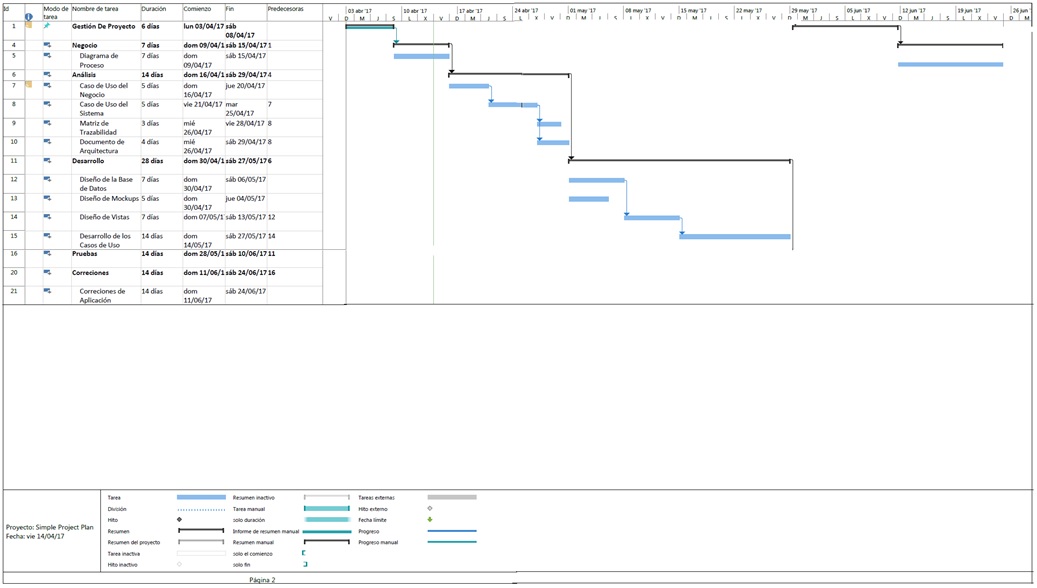 Id Modo de tarea Nombre de tarea Duración Comienzo Fin Predecesoras
03 abr '17 10 abr '17 17 abr '17 24 abr '17 01 may '17 08 may '17 15 may '17 22 may '17 29 may '17 05 jun '17 12 jun '17 19 jun '17 26 jun '
1 Gestión De Proyecto 6 días lun 03/04/17 sáb 08/04/17
4 Negocio 7 días dom 09/04/1 sáb 15/04/17 1
5 Diagrama de Proceso 7 días dom 09/04/17 sáb 15/04/17
6 Análisis 14 días dom 16/04/1 sáb 29/04/17 4
7 Caso de Uso del Negocio 5 días dom 16/04/17 jue 20/04/17
8 Caso de Uso del Sistema 5 días vie 21/04/17 mar 25/04/17 7
9 Matriz de Trazabilidad 3 días mié 26/04/17 vie 28/04/17 8
10 Documento de Arquitectura 4 días mié 26/04/17 sáb 29/04/17 8
11 Desarrollo 28 días dom 30/04/1 sáb 27/05/17 6
12 Diseño de la Base de Datos 7 días dom 30/04/17 sáb 06/05/17
13 Diseño de Mockups 5 días dom 30/04/17 jue 04/05/17
14 Diseño de Vistas 7 días dom 07/05/1 sáb 13/05/17 12
15 Desarrollo de los Casos de Uso 14 días dom 14/05/17 sáb 27/05/17 14
16 Pruebas 14 días dom 28/05/1 sáb 10/06/17 11
20 Correciones 14 días dom 11/06/1 sáb 24/06/17 16
21 Correciones de Aplicación 14 días dom 11/06/17 sáb 24/06/17
Proyecto: Simple Project Plan
Fecha: vie 14/04/17
Tarea Resumen inactivo Tareas externas
División Tarea manual Hito externo
Hito solo duración Fecha límite
Resumen Informe de resumen manual Progreso
Resumen del proyecto Resumen manual Progreso manual
Tarea inactiva solo el comienzo
Hito inactivo solo fin
Página 2